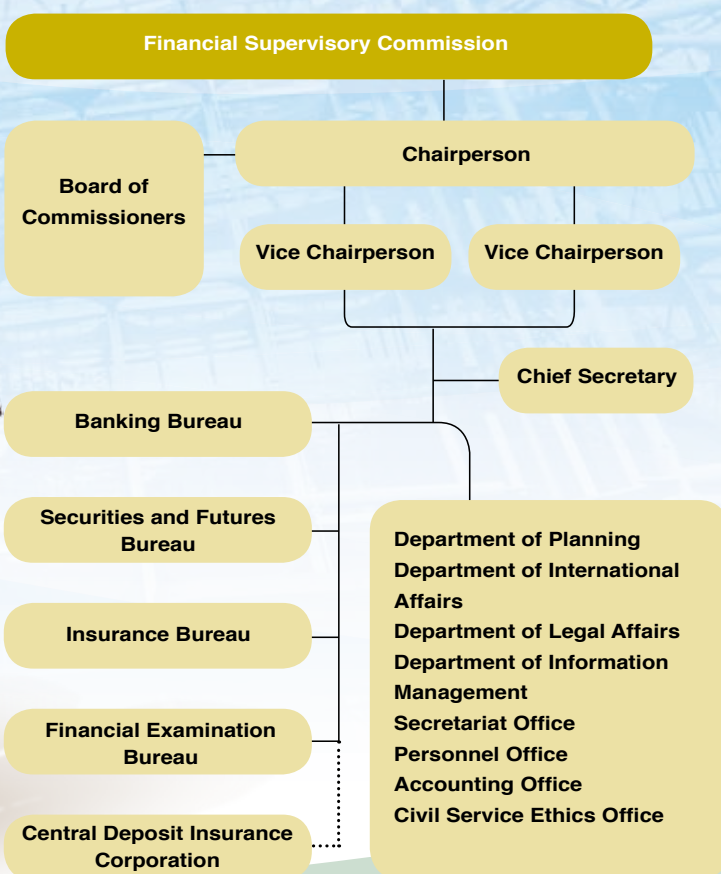 Financial Supervisory Commission
Chairperson
Board of
Commissioners
Vice Chairperson
Vice Chairperson
Chief Secretary
Banking Bureau
Securities and Futures
Bureau
Insurance Bureau
Financial Examination
Bureau
Central Deposit Insurance
Corporation
Department of Planning
Department of International
Affairs
Department of Legal Affairs
Department of Information
Management
Secretariat Office
Personnel Office
Accounting Office
Civil Service Ethics Office